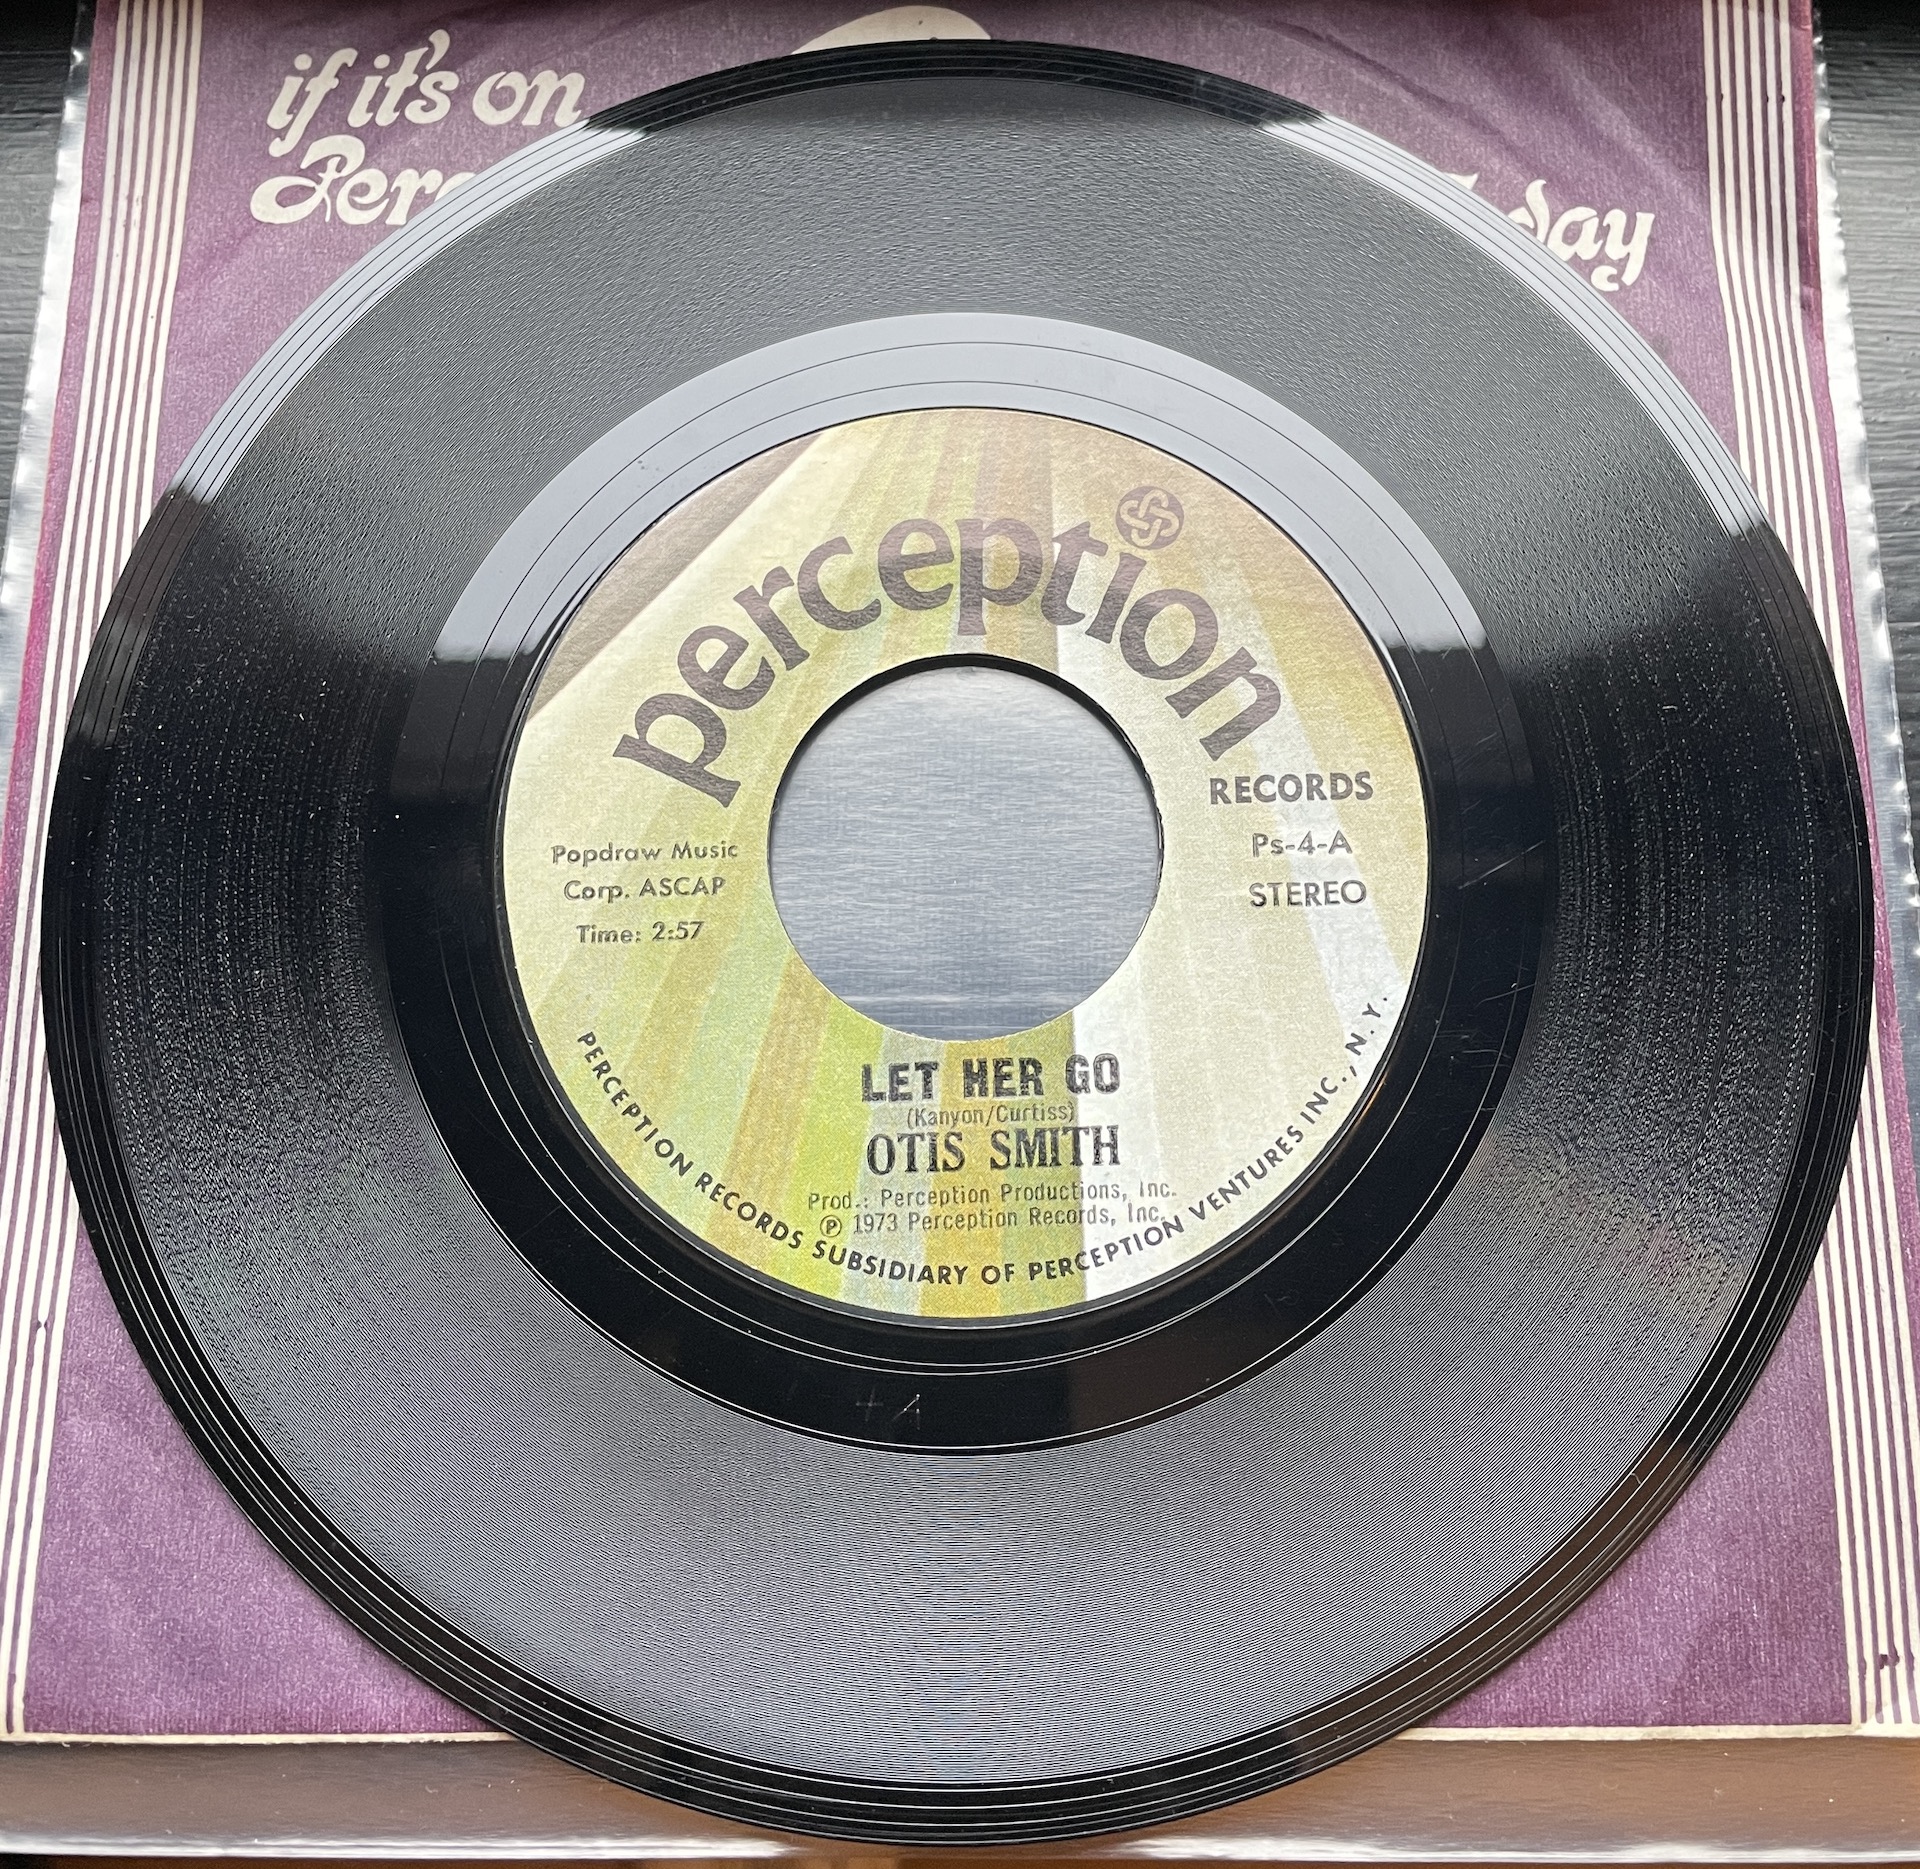 if it's on
perception
RECORDS
Popdraw Music
Corp. ASCAP
Time: 2:57
Ps-4-A
STEREO
LET HER GO
(Kanyon/Curtiss)
OTIS SMITH
Prod.: Perception Productions, Inc.
℗ 1973 Perception Records, Inc.
PERCEPTION RECORDS SUBSIDIARY OF PERCEPTION VENTURES INC., N.Y.